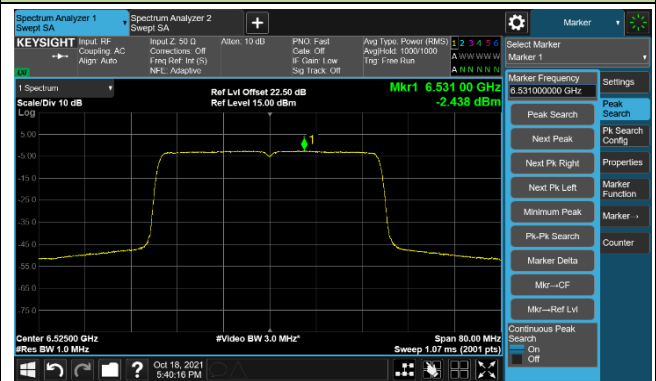 Spectrum Analyzer 1
Swept SA
Spectrum Analyzer 2
Swept SA
+
Marker
KEYSIGHT
Input: RF
Coupling: AC
Align: Auto
Input Z: 50 Ω
Corrections: Off
Freq Ref: Int (S)
NFE: Adaptive
Atten: 10 dB
PNO: Fast
Gate: Off
IF Gain: Low
Sig Track: Off
Avg Type: Power (RMS)
Avg|Hold: 1000/1000
Trig: Free Run
1 2 3 4 5 6
A W W W W W
A N N N N N
LXI
Select Marker
Marker 1
1 Spectrum
Scale/Div 10 dB
Ref Lvl Offset 22.50 dB
Ref Level 15.00 dBm
Mkr1 6.531 00 GHz
-2.438 dBm
Log
5.00
-5.00
-15.0
-25.0
-35.0
-45.0
-55.0
-65.0
-75.0
1
Center 6.52500 GHz
#Res BW 1.0 MHz
#Video BW 3.0 MHz*
Span 80.00 MHz
Sweep 1.07 ms (2001 pts)
Marker Frequency
6.531000000 GHz
Peak Search
Next Peak
Next Pk Right
Next Pk Left
Minimum Peak
Pk-Pk Search
Marker Delta
Mkr→CF
Mkr→Ref Lvl
Continuous Peak
Search
On
Off
Settings
Peak
Search
Pk Search
Config
Properties
Marker
Function
Marker→
Counter
?
Oct 18, 2021
5:40:16 PM